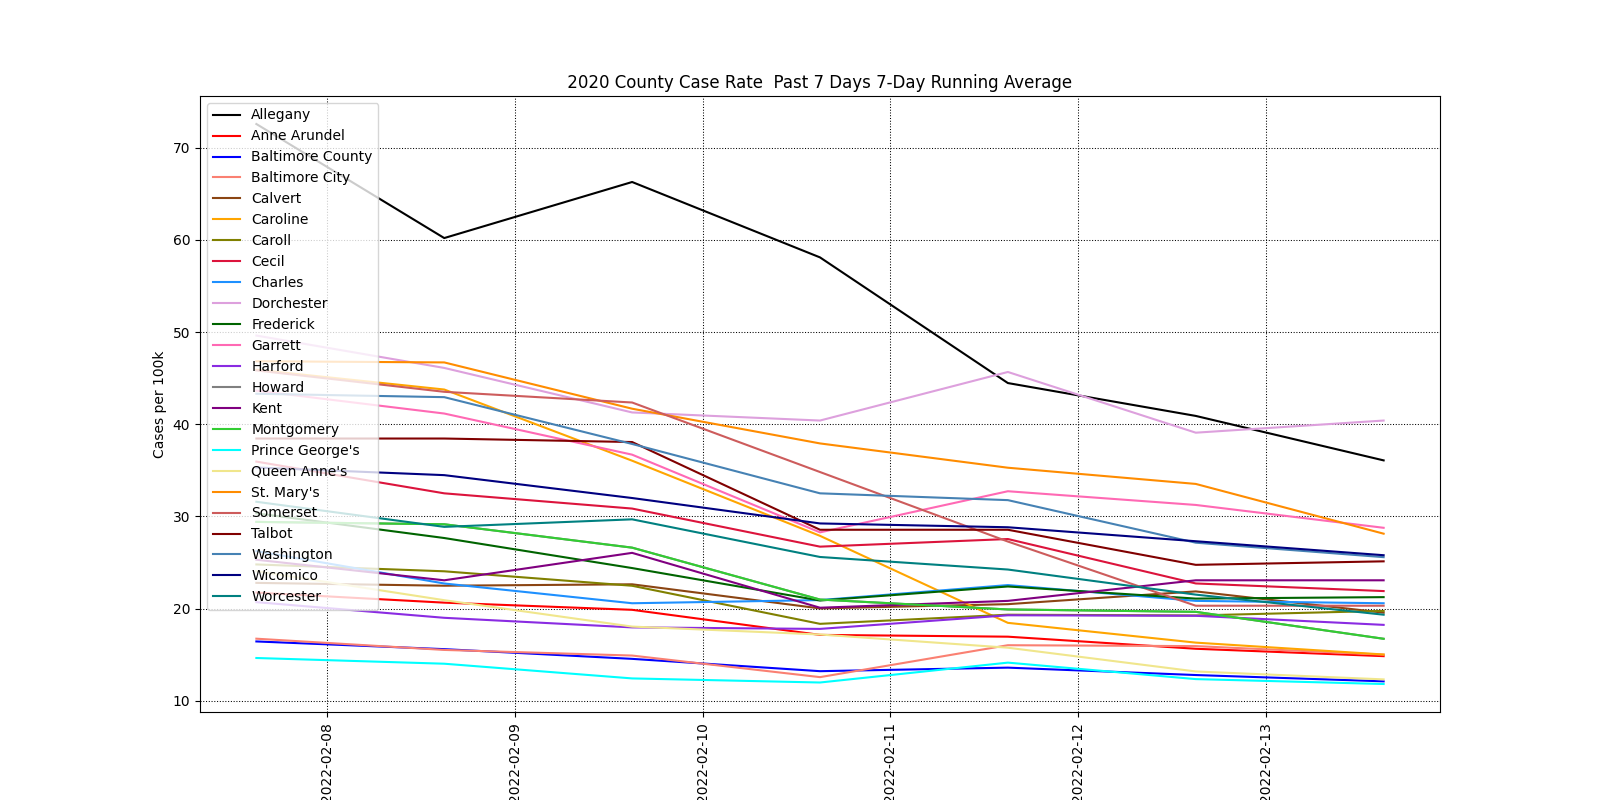 2020 County Case Rate  Past 7 Days 7-Day Running Average
Cases per 100k
70
60
50
40
30
20
10
Allegany
Anne Arundel
Baltimore County
Baltimore City
Calvert
Caroline
Caroll
Cecil
Charles
Dorchester
Frederick
Garrett
Harford
Howard
Kent
Montgomery
Prince George's
Queen Anne's
St. Mary's
Somerset
Talbot
Washington
Wicomico
Worcester
2022-02-08
2022-02-09
2022-02-10
2022-02-11
2022-02-12
2022-02-13